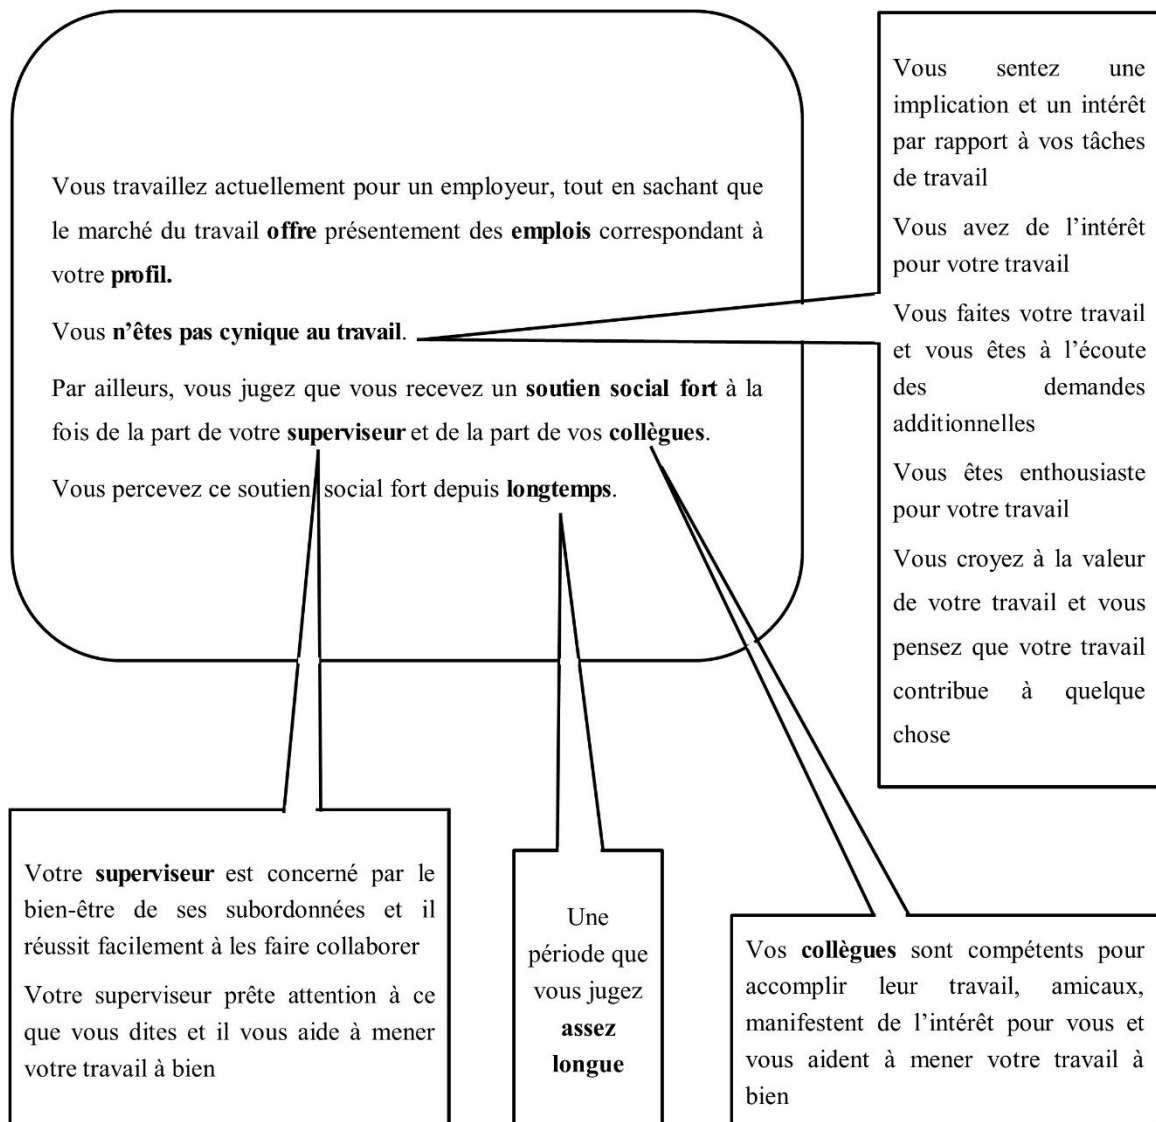 Vous travaillez actuellement pour un employeur, tout en sachant que
le marché du travail offre présentement des emplois correspondant à
votre profil.
Vous n'êtes pas cynique au travail.
Par ailleurs, vous jugez que vous recevez un soutien social fort à la
fois de la part de votre superviseur et de la part de vos collègues.
Vous percevez ce soutien social fort depuis longtemps.
Vous sentez une
implication et un intérêt
par rapport à vos tâches
de travail
Vous avez de l'intérêt
pour votre travail
Vous faites votre travail
et vous êtes à l'écoute
des demandes
additionnelles
Vous êtes enthousiaste
pour votre travail
Vous croyez à la valeur
de votre travail et vous
pensez que votre travail
contribue à quelque
chose
Votre superviseur est concerné par le
bien-être de ses subordonnées et il
réussit facilement à les faire collaborer
Votre superviseur prête attention à ce
que vous dites et il vous aide à mener
votre travail à bien
Une
période que
vous jugez
assez
longue
Vos collègues sont compétents pour
accomplir leur travail, amicaux,
manifestent de l'intérêt pour vous et
vous aident à mener votre travail à
bien